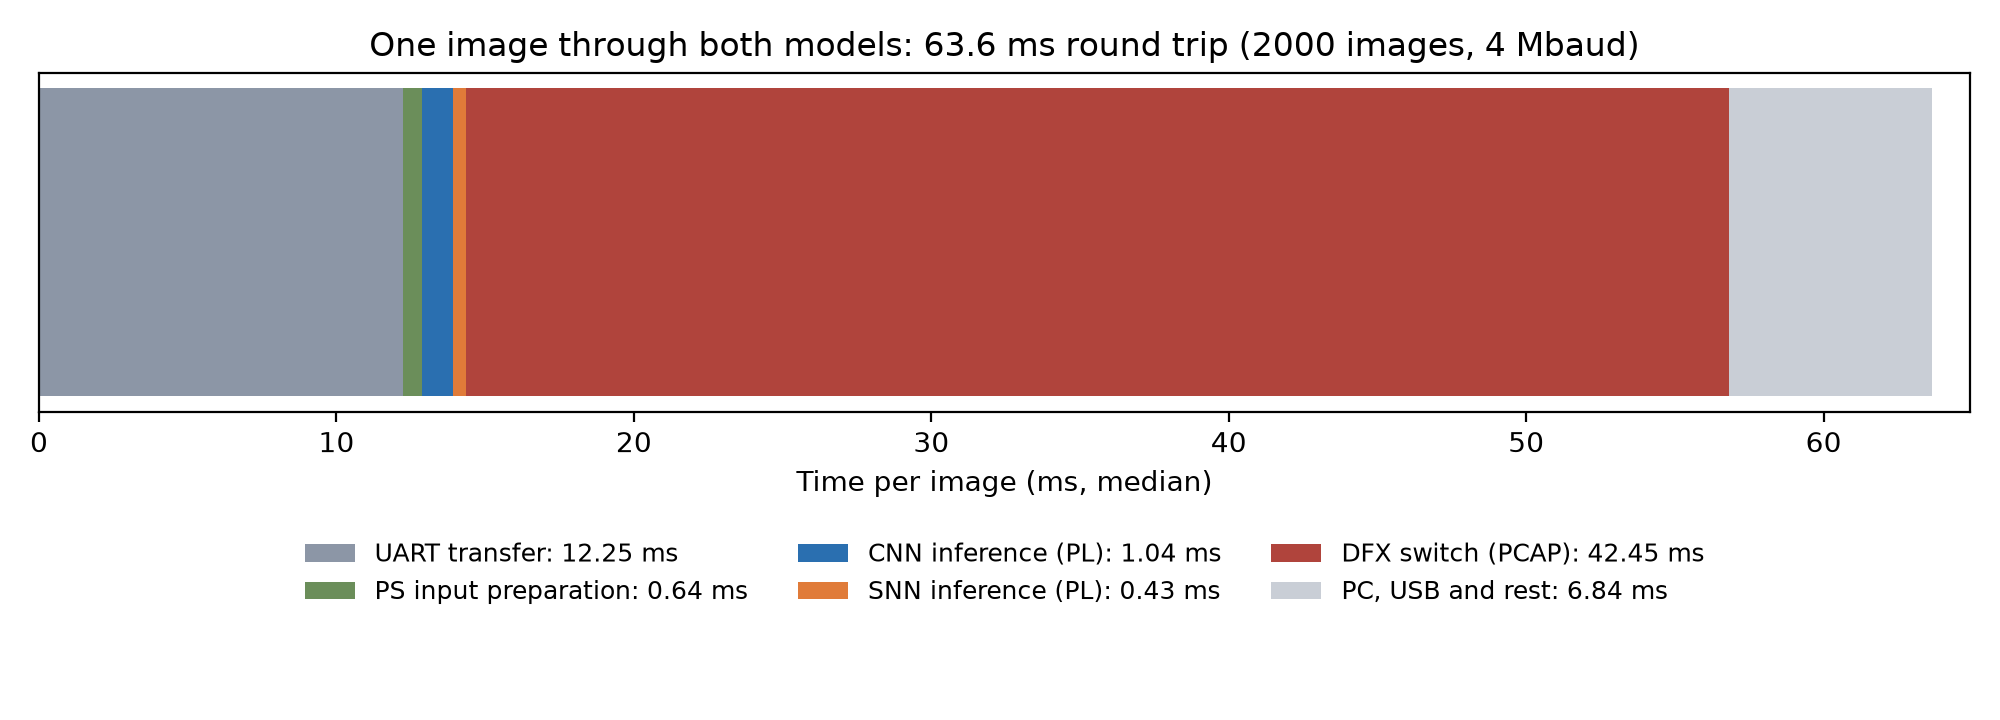 One image through both models: 63.6 ms round trip (2000 images, 4 Mbaud)
0 10 20 30 40 50 60
Time per image (ms, median)
UART transfer: 12.25 ms CNN inference (PL): 1.04 ms DFX switch (PCAP): 42.45 ms
PS input preparation: 0.64 ms SNN inference (PL): 0.43 ms PC, USB and rest: 6.84 ms